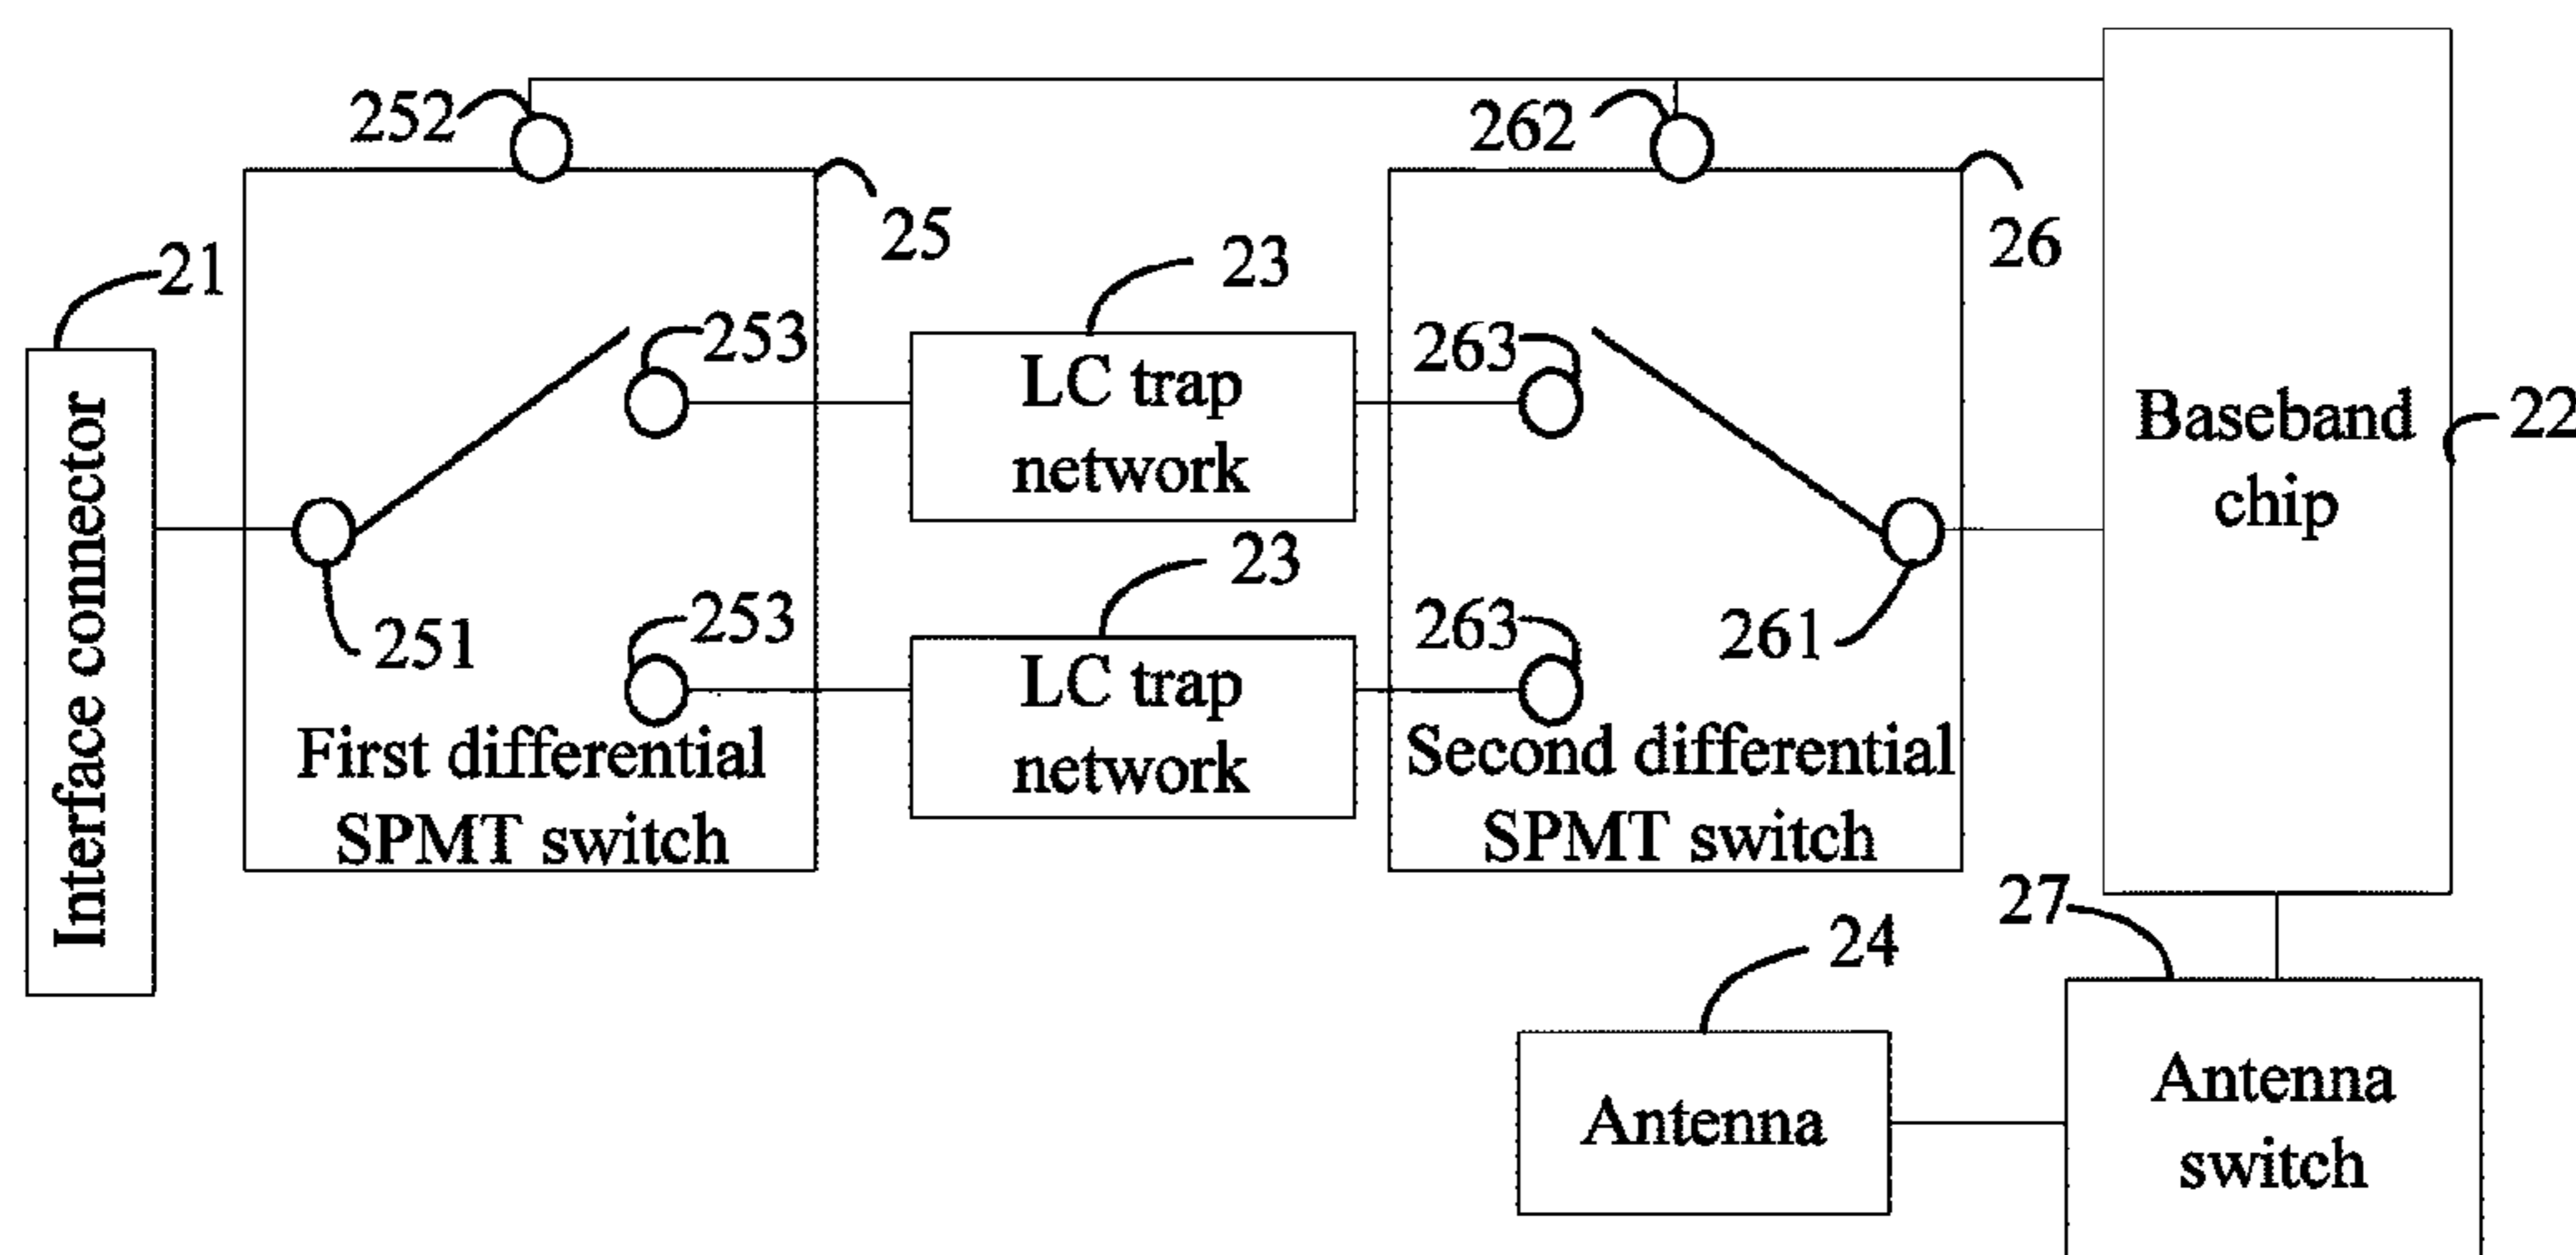 252
262
25
26
21
23
253
263
LC trap
network
Baseband
chip
22
Interface connector
251
23
253
263
261
LC trap
network
First differential
SPMT switch
Second differential
SPMT switch
27
24
Antenna
Antenna
switch